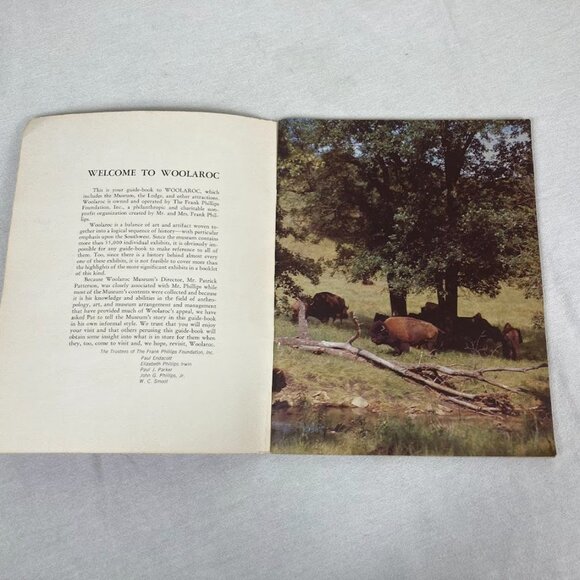 WELCOME TO WOOLAROC
This is your guide-book to WOOLAROC, which
includes the Museum, the Lodge, and other attractions.
Woolaroc is owned and operated by The Frank Phillips
Foundation, Inc., a philanthropic and charitable non-
profit organization created by Mr. and Mrs. Frank Phil-
lips.
Woolaroc is a balance of art and artifact woven to-
gether into a logical sequence of history—with particular
emphasis upon the Southwest. Since the museum contains
more than 55,000 individual exhibits, it is obviously im-
possible for any guide-book to make reference to all of
them. Too, since there is a history behind almost every
one of these exhibits, it is not feasible to cover more than
the highlights of the more significant exhibits in a booklet
of this kind.
Because Woolaroc Museum's Director, Mr. Patrick
Patterson, was closely associated with Mr. Phillips while
most of the Museum's contents were collected and because
it is his knowledge and abilities in the field of anthro-
pology, art, and museum arrangement and management
that have provided much of Woolaroc's appeal, we have
asked Pat to tell the Museum's story in this guide-book
in his own informal style. We trust that you will enjoy
your visit and that others perusing this guide-book will
obtain some insight into what is in store for them when
they, too, come to visit and, we hope, revisit, Woolaroc.
The Trustees of The Frank Phillips Foundation, Inc.
Paul Endacott
Elizabeth Phillips Irwin
Paul J. Parker
John G. Phillips, Jr.
W. C. Smoot